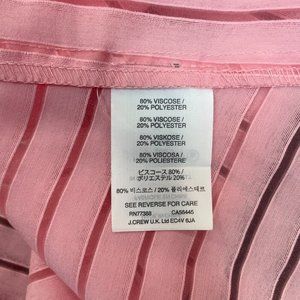 80% VISCOSE /
20% POLYESTER
80% VISCOSE /
20% POLYESTER
80% VISKOSE /
20% POLYESTER
80% VISCOSA /
20% POLIESTERE
ビスコース 80% /
ポリエステル 20%
80% 비스코스 / 20% 폴리에스테르
SEE REVERSE FOR CARE
RN77388 CA56445
J.CREW U.K. Ltd EC4V 6JA